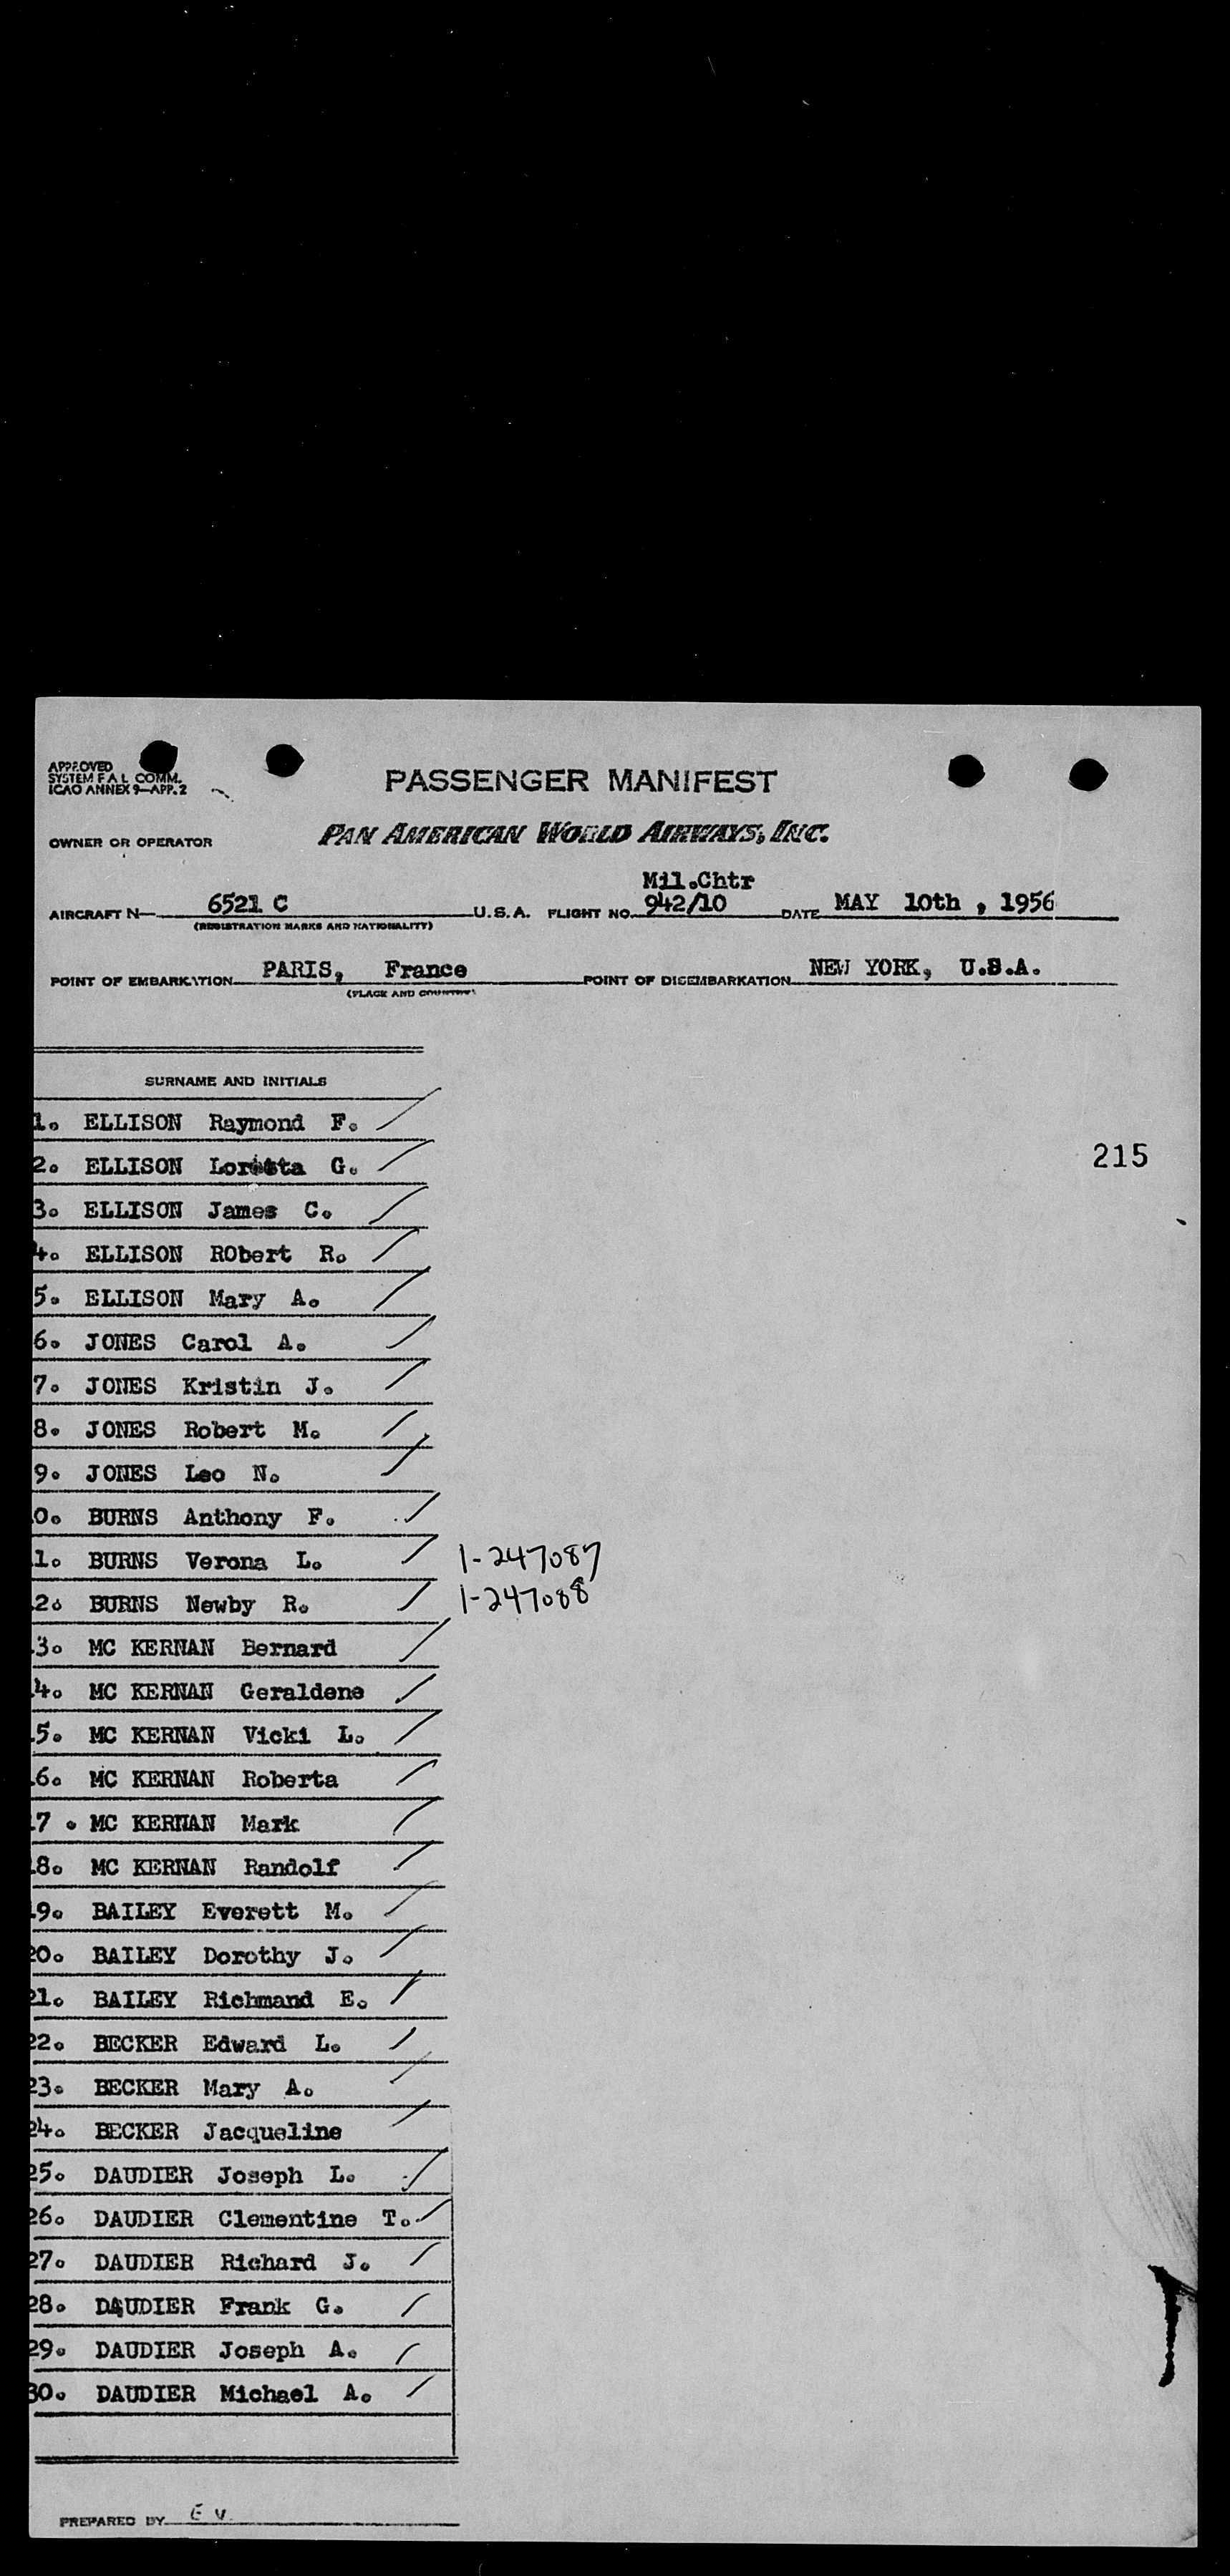 APPROVED
SYSTEM F A L COMM.
ICAO ANNEX 9—APP. 2
PASSENGER MANIFEST
OWNER OR OPERATOR PAN AMERICAN WORLD AIRWAYS, INC.
Mil.Chtr
AIRCRAFT N— 6521 C U.S.A. FLIGHT NO. 942/10 DATE MAY 10th , 1956
(REGISTRATION MARKS AND NATIONALITY)
POINT OF EMBARKATION PARIS, France POINT OF DISEMBARKATION NEW YORK, U.S.A.
(PLACE AND COUNTRY)
SURNAME AND INITIALS
1. ELLISON Raymond F.
215
2. ELLISON Loretta G.
3. ELLISON James C.
4. ELLISON RObert R.
5. ELLISON Mary A.
6. JONES Carol A.
7. JONES Kristin J.
8. JONES Robert M.
9. JONES Leo N.
0. BURNS Anthony F.
1. BURNS Verona L. 1-247087
2. BURNS Newby R. 1-247088
3. MC KERNAN Bernard
4. MC KERNAN Geraldene
5. MC KERNAN Vicki L.
6. MC KERNAN Roberta
17 . MC KERNAN Mark
18. MC KERNAN Randolf
19. BAILEY Everett M.
20. BAILEY Dorothy J.
21. BAILEY Richmand E.
22. BECKER Edward L.
23. BECKER Mary A.
24. BECKER Jacqueline
25. DAUDIER Joseph L.
26. DAUDIER Clementine T.
27. DAUDIER Richard J.
28. DAUDIER Frank G.
29. DAUDIER Joseph A.
30. DAUDIER Michael A.
PREPARED BY E V.